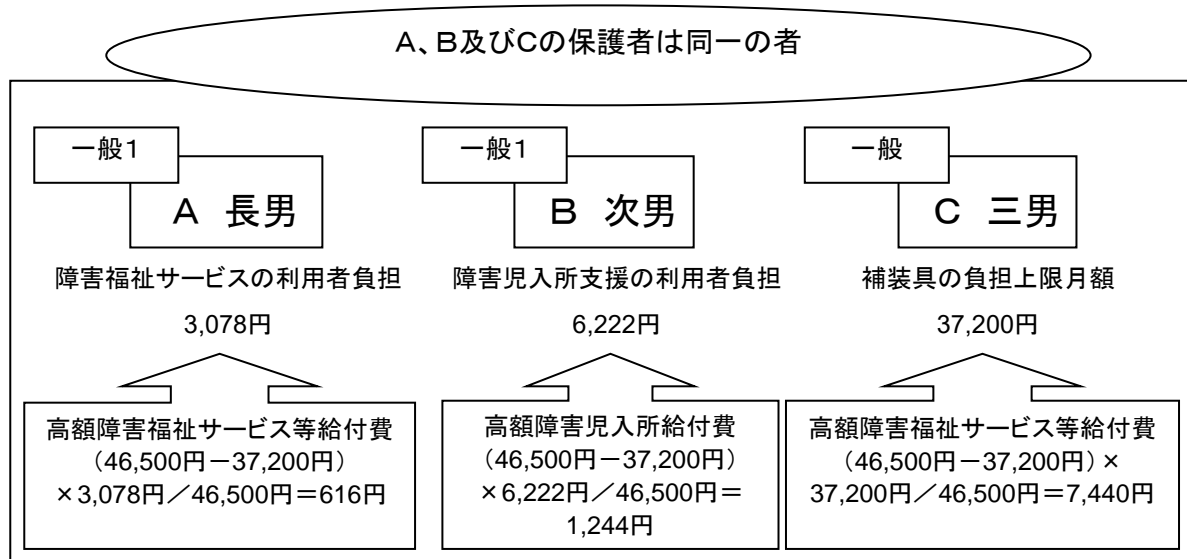 A、B及びCの保護者は同一の者
一般1
A 長男
障害福祉サービスの利用者負担
3,078円
高額障害福祉サービス等給付費
（46,500円－37,200円）
×3,078円／46,500円＝616円
一般1
B 次男
障害児入所支援の利用者負担
6,222円
高額障害児入所給付費
（46,500円－37,200円）
×6,222円／46,500円＝
1,244円
一般
C 三男
補装具の負担上限月額
37,200円
高額障害福祉サービス等給付費
（46,500円－37,200円）×
37,200円／46,500円＝7,440円